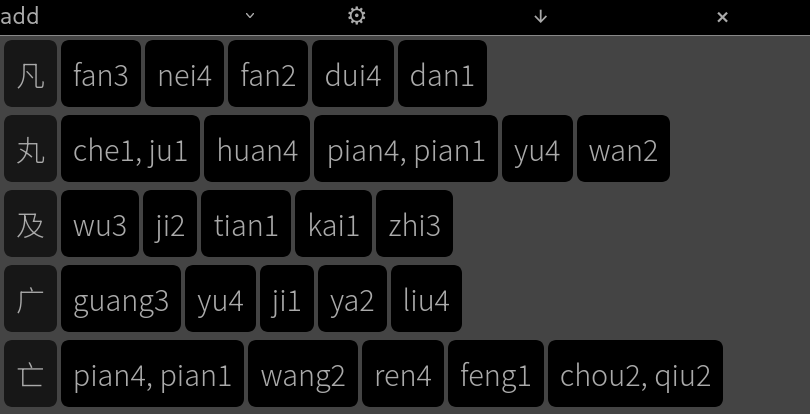 add
凡 fan3 nei4 fan2 dui4 dan1
丸 che1, ju1 huan4 pian4, pian1 yu4 wan2
及 wu3 ji2 tian1 kai1 zhi3
广 guang3 yu4 ji1 ya2 liu4
亡 pian4, pian1 wang2 ren4 feng1 chou2, qiu2